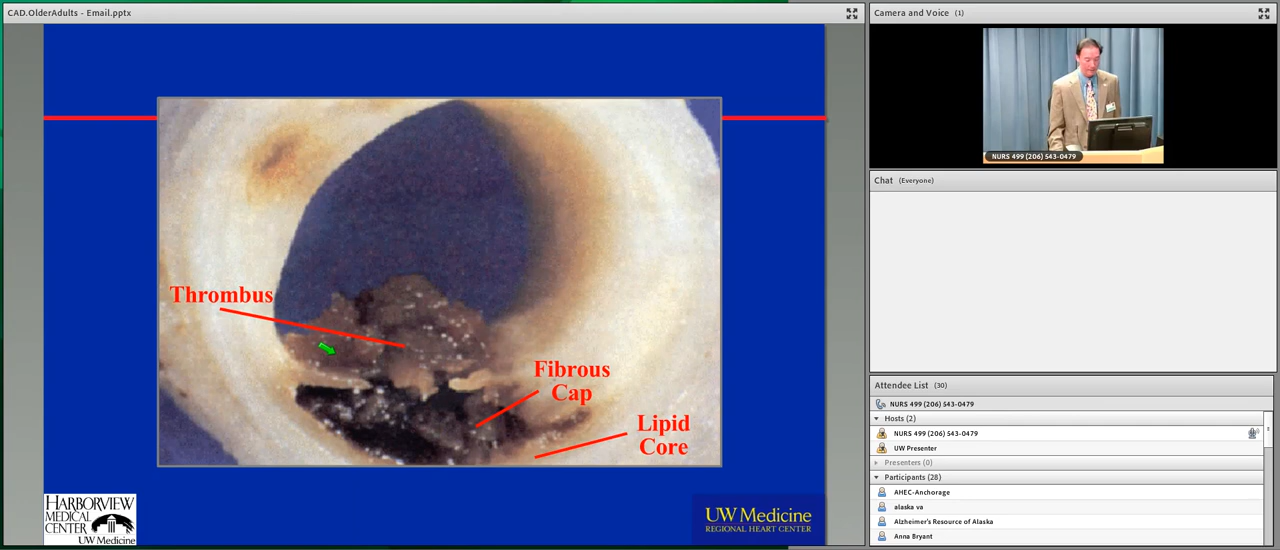 CAD.OlderAdults - Email.pptx
Thrombus
Fibrous
Cap
Lipid
Core
HARBORVIEW
MEDICAL
CENTER
UW Medicine
UW Medicine
REGIONAL HEART CENTER
Camera and Voice (1)
NURS 499 (206) 543-0479
Chat (Everyone)
Attendee List (30)
NURS 499 (206) 543-0479
Hosts (2)
NURS 499 (206) 543-0479
UW Presenter
Presenters (0)
Participants (28)
AHEC-Anchorage
alaska va
Alzheimer's Resource of Alaska
Anna Bryant